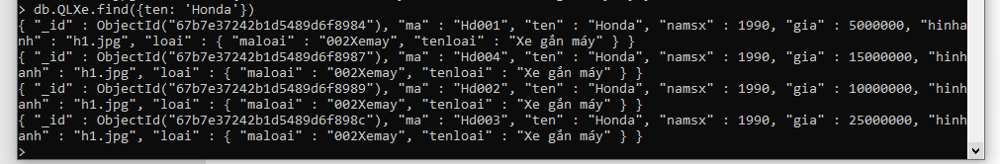 > db.QLXe.find({ten: 'Honda'})
{ "_id" : ObjectId("67b7e37242b1d5489d6f8984"), "ma" : "Hd001", "ten" : "Honda", "namsx" : 1990, "gia" : 5000000, "hinha
nh" : "h1.jpg", "loai" : { "maloai" : "002Xemay", "tenloai" : "Xe gắn máy" } }
{ "_id" : ObjectId("67b7e37242b1d5489d6f8987"), "ma" : "Hd004", "ten" : "Honda", "namsx" : 1990, "gia" : 15000000, "hinh
anh" : "h1.jpg", "loai" : { "maloai" : "002Xemay", "tenloai" : "Xe gắn máy" } }
{ "_id" : ObjectId("67b7e37242b1d5489d6f8989"), "ma" : "Hd002", "ten" : "Honda", "namsx" : 1990, "gia" : 10000000, "hinh
anh" : "h1.jpg", "loai" : { "maloai" : "002Xemay", "tenloai" : "Xe gắn máy" } }
{ "_id" : ObjectId("67b7e37242b1d5489d6f898c"), "ma" : "Hd003", "ten" : "Honda", "namsx" : 1990, "gia" : 25000000, "hinh
anh" : "h1.jpg", "loai" : { "maloai" : "002Xemay", "tenloai" : "Xe gắn máy" } }
>